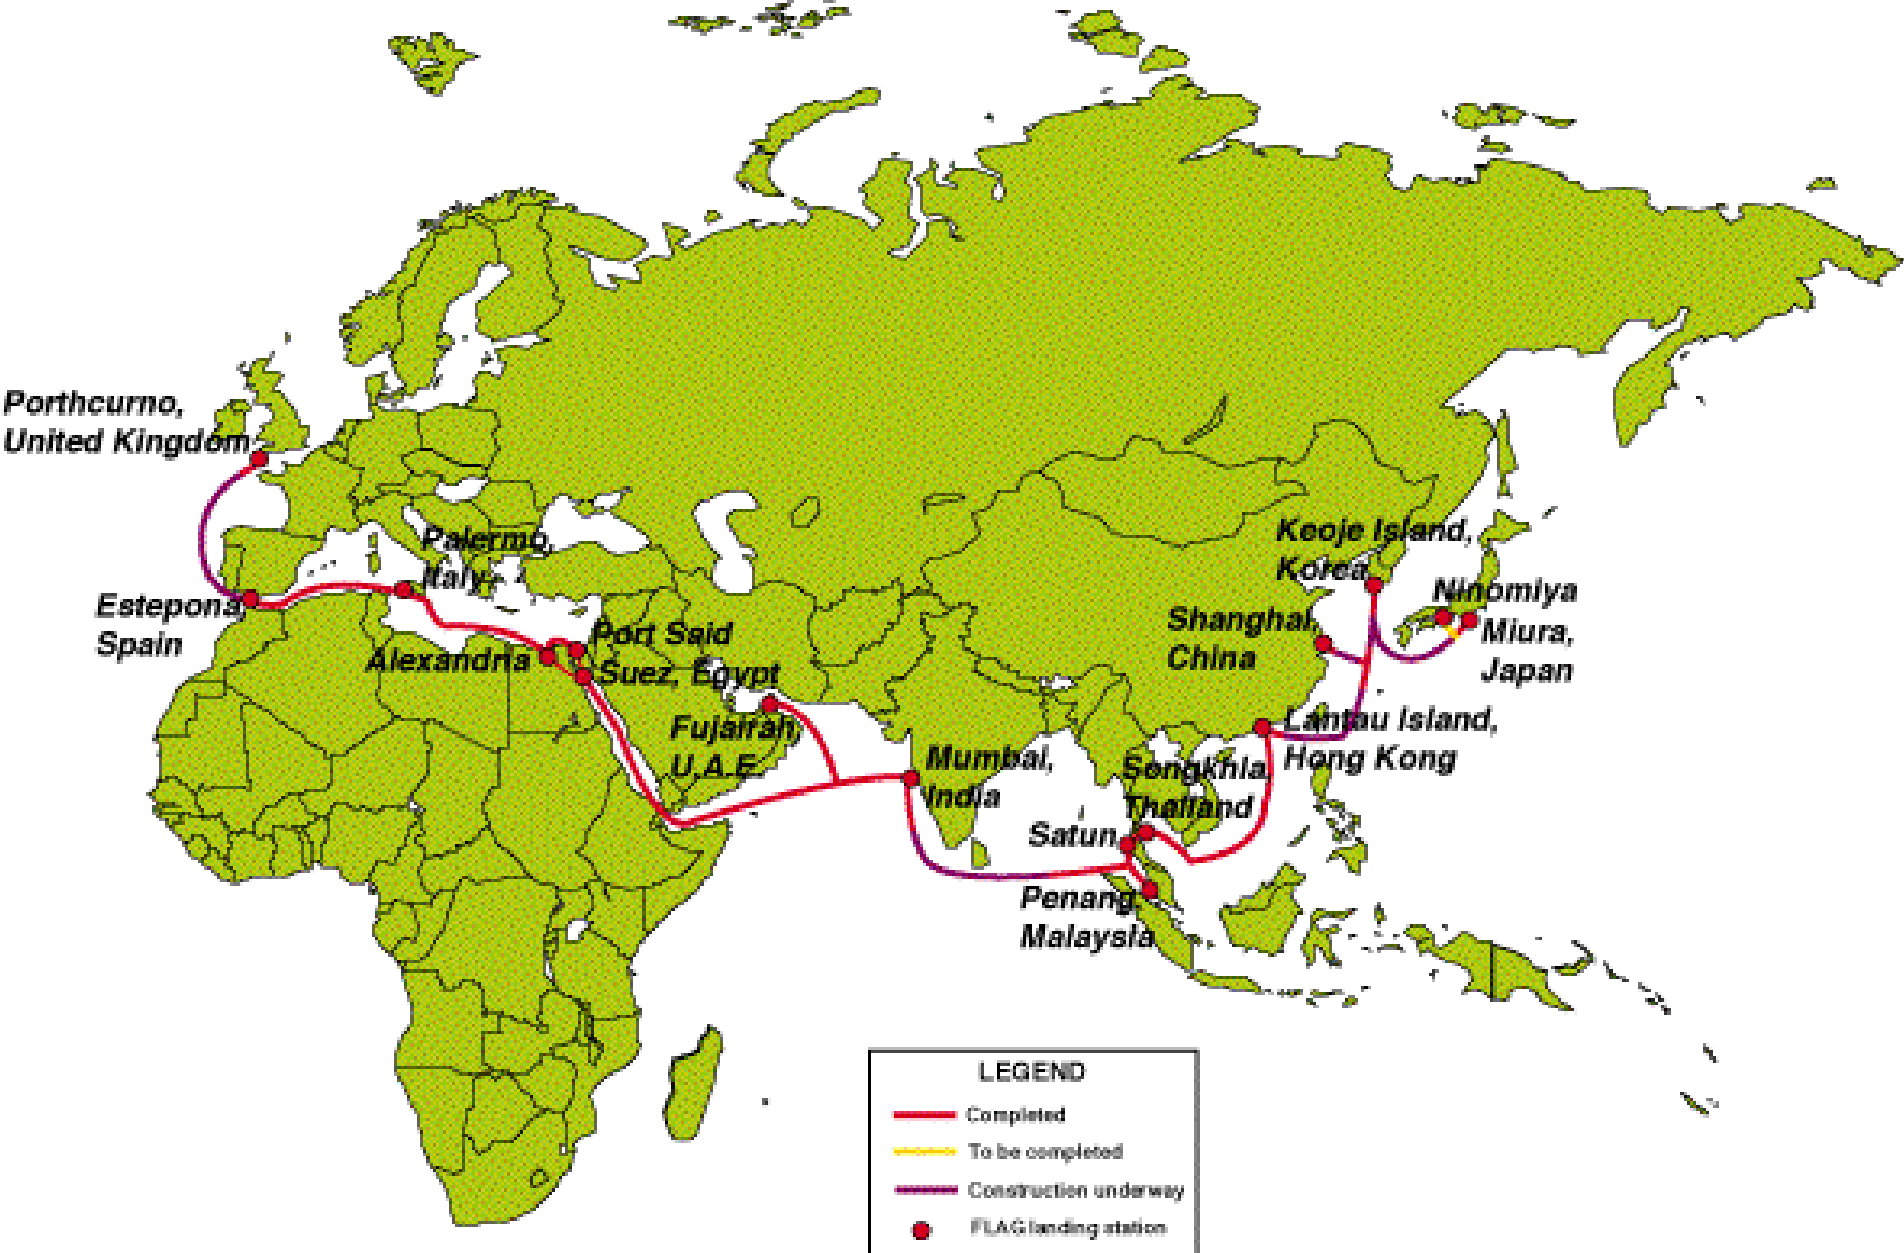 Porthcurno,
United Kingdom
Estepona,
Spain
Palermo,
Italy
Alexandria
Port Said
Suez, Egypt
Fujairah,
U.A.E.
Mumbai,
India
Penang,
Malaysia
Satun,
Songkhla,
Thailand
Lantau Island,
Hong Kong
Shanghai,
China
Keoje Island,
Korea
Ninomiya
Miura,
Japan
LEGEND
Completed
To be completed
Construction underway
FLAG landing station